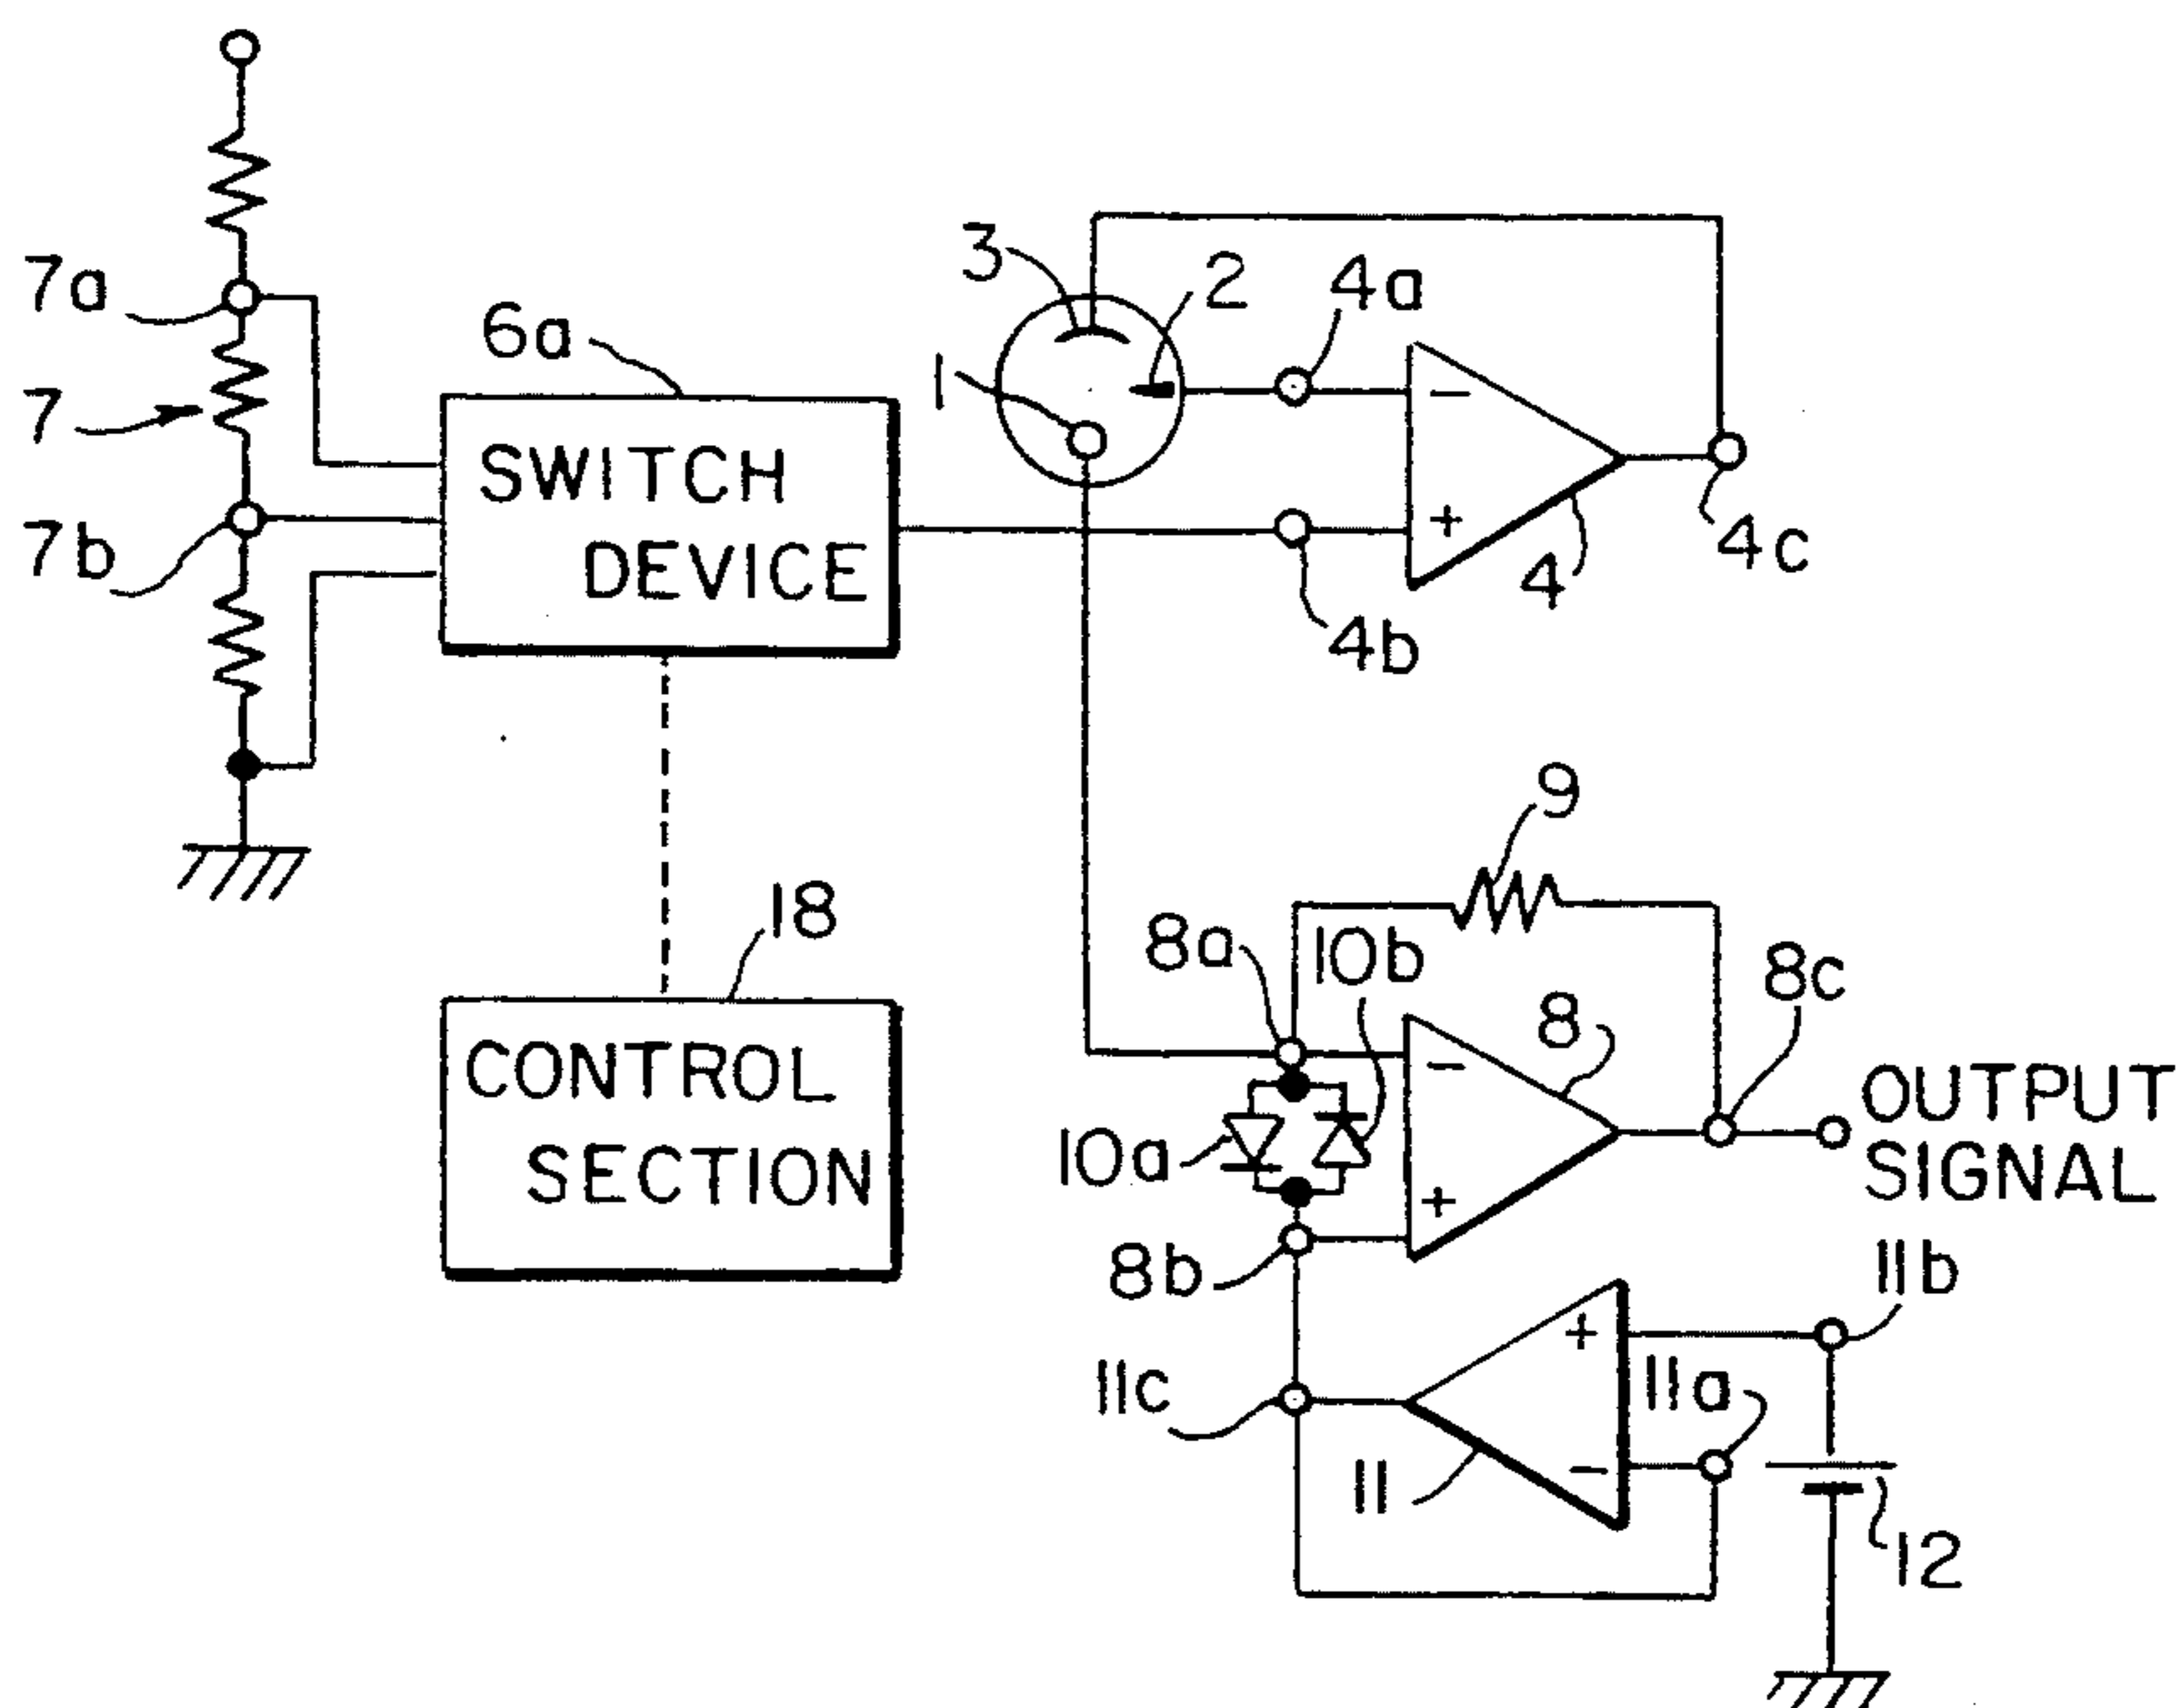 7a
7
7b
6a
SWITCH
DEVICE
3
2
1
4a
−
+
4
4b
4c
18
CONTROL
SECTION
9
8a
10b
8
8c
−
+
10a
8b
OUTPUT
SIGNAL
11b
+
11a
11c
−
11
12